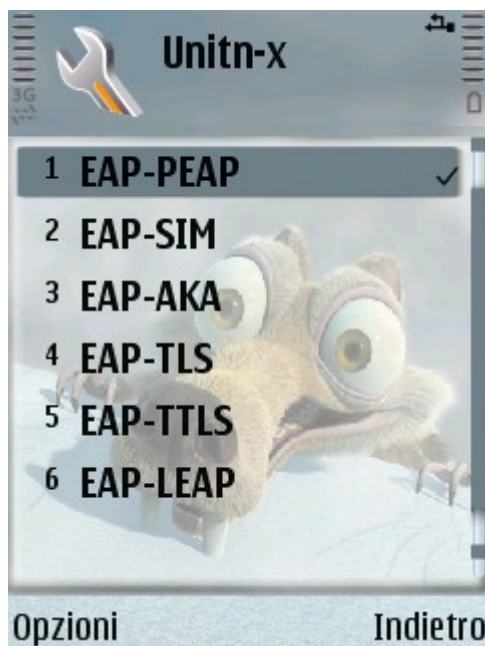 Unitn-x
3G
1 EAP-PEAP
2 EAP-SIM
3 EAP-AKA
4 EAP-TLS
5 EAP-TTLS
6 EAP-LEAP
Opzioni Indietro